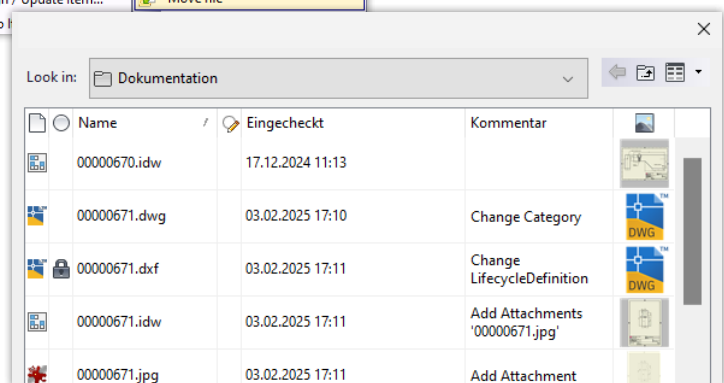 / Update Item...
Move file
Look in: Dokumentation
Name / Eingecheckt Kommentar
00000670.idw 17.12.2024 11:13
00000671.dwg 03.02.2025 17:10 Change Category
DWG
00000671.dxf 03.02.2025 17:11 Change
LifecycleDefinition
DWG
00000671.idw 03.02.2025 17:11 Add Attachments
'00000671.jpg'
00000671.jpg 03.02.2025 17:11 Add Attachment